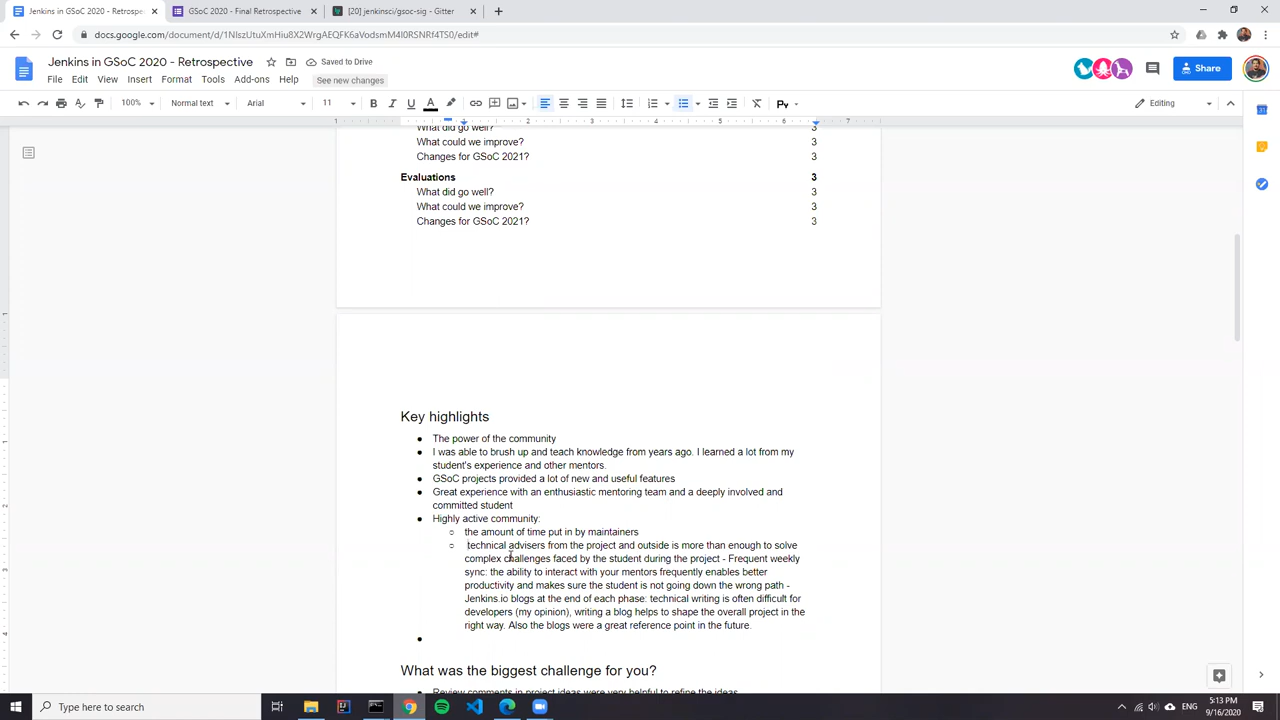 Jenkins in GSoC 2020 - Retrospec
GSoC 2020 - Final Retrospective
[20] jenkinsci/gsoc-sig - Gitter
docs.google.com/document/d/1NIszUtuXmHiu8X2WrgAEQFK6aVodsmM4I0RSNRf4TS0/edit#
Jenkins in GSoC 2020 - Retrospective
Saved to Drive
File Edit View Insert Format Tools Add-ons Help See new changes
Share
100% Normal text Arial 11 B I U A Editing
1 1 2 3 4 5 6 7
What did go well? 3
What could we improve? 3
Changes for GSoC 2021? 3
Evaluations 3
What did go well? 3
What could we improve? 3
Changes for GSoC 2021? 3
Key highlights
The power of the community
I was able to brush up and teach knowledge from years ago. I learned a lot from my
student's experience and other mentors.
GSoC projects provided a lot of new and useful features
Great experience with an enthusiastic mentoring team and a deeply involved and
committed student
Highly active community:
the amount of time put in by maintainers
technical advisers from the project and outside is more than enough to solve
complex challenges faced by the student during the project - Frequent weekly
sync: the ability to interact with your mentors frequently enables better
productivity and makes sure the student is not going down the wrong path -
Jenkins.io blogs at the end of each phase: technical writing is often difficult for
developers (my opinion), writing a blog helps to shape the overall project in the
right way. Also the blogs were a great reference point in the future.
What was the biggest challenge for you?
Review comments in project ideas were very helpful to refine the ideas
Type here to search
ENG
5:13 PM
9/16/2020